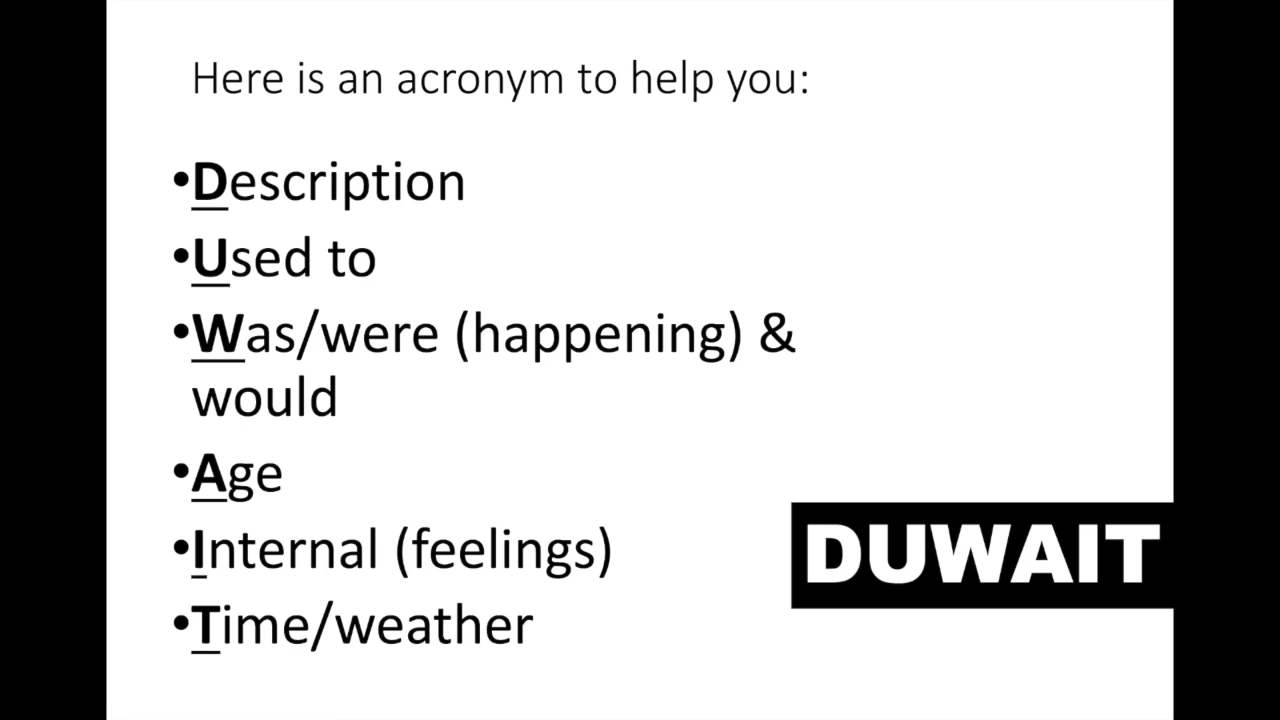 Here is an acronym to help you:
•Description
•Used to
•Was/were (happening) &
would
•Age
•Internal (feelings)
•Time/weather
DUWAIT